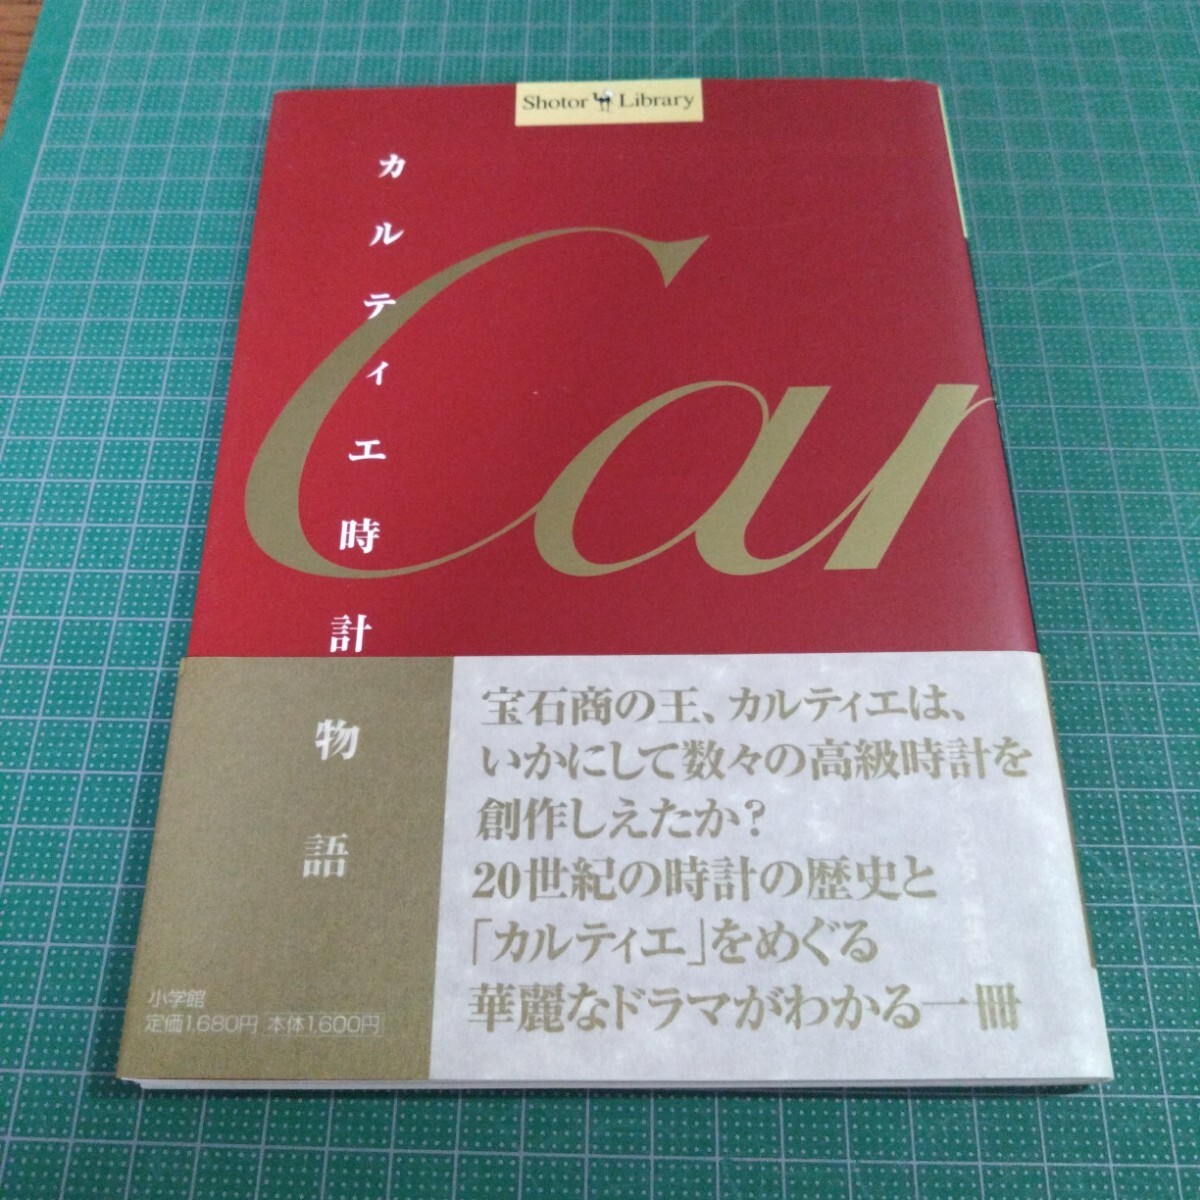 Shotor Library
カルティエ時計物語
Car
宝石商の王、カルティエは、
いかにして数々の高級時計を
創作しえたか?
20世紀の時計の歴史と
「カルティエ」をめぐる
華麗なドラマがわかる一冊
小学館
定価1,680円 本体1,600円